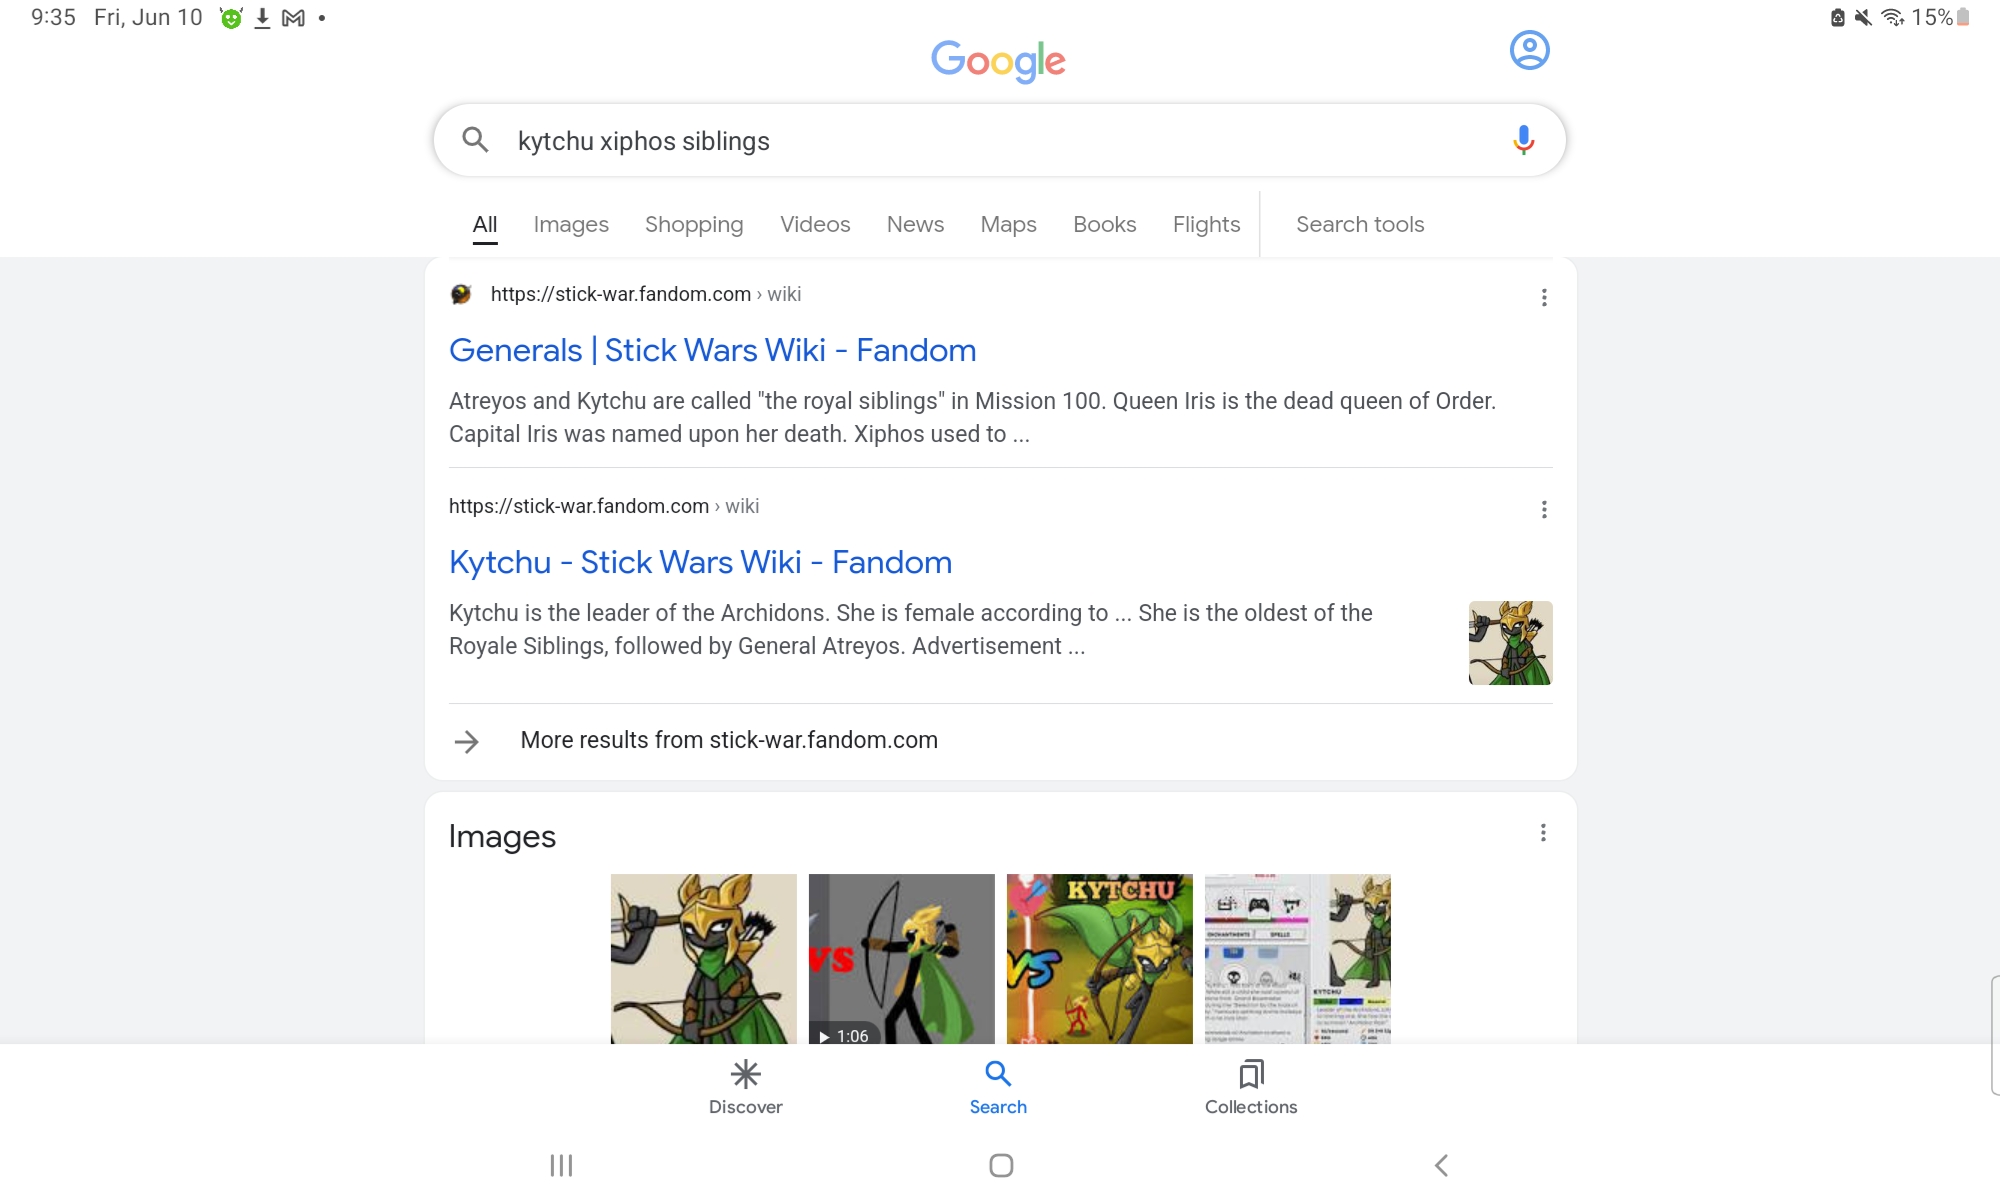 9:35 Fri, Jun 10
15%
Google
kytchu xiphos siblings
All Images Shopping Videos News Maps Books Flights Search tools
https://stick-war.fandom.com › wiki
Generals | Stick Wars Wiki - Fandom
Atreyos and Kytchu are called "the royal siblings" in Mission 100. Queen Iris is the dead queen of Order.
Capital Iris was named upon her death. Xiphos used to ...
https://stick-war.fandom.com › wiki
Kytchu - Stick Wars Wiki - Fandom
Kytchu is the leader of the Archidons. She is female according to ... She is the oldest of the
Royale Siblings, followed by General Atreyos. Advertisement ...
More results from stick-war.fandom.com
Images
VS
1:06
KYTCHU
VS
ENCHANTMENTS SPELLS
KYTCHU
Discover Search Collections